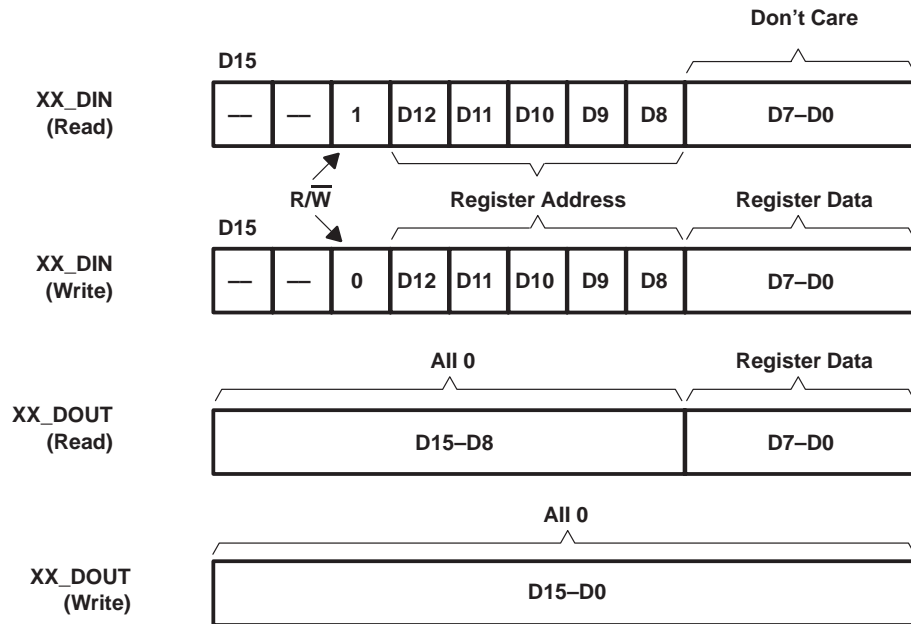 Don't Care
D15
XX_DIN
(Read)
–– –– 1 D12 D11 D10 D9 D8 D7–D0
R/W̅ Register Address Register Data
D15
XX_DIN
(Write)
–– –– 0 D12 D11 D10 D9 D8 D7–D0
All 0 Register Data
XX_DOUT
(Read)
D15–D8 D7–D0
All 0
XX_DOUT
(Write)
D15–D0